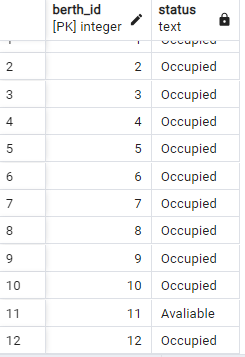 berth_id status
[PK] integer text
1 1 Occupied
2 2 Occupied
3 3 Occupied
4 4 Occupied
5 5 Occupied
6 6 Occupied
7 7 Occupied
8 8 Occupied
9 9 Occupied
10 10 Occupied
11 11 Avaliable
12 12 Occupied